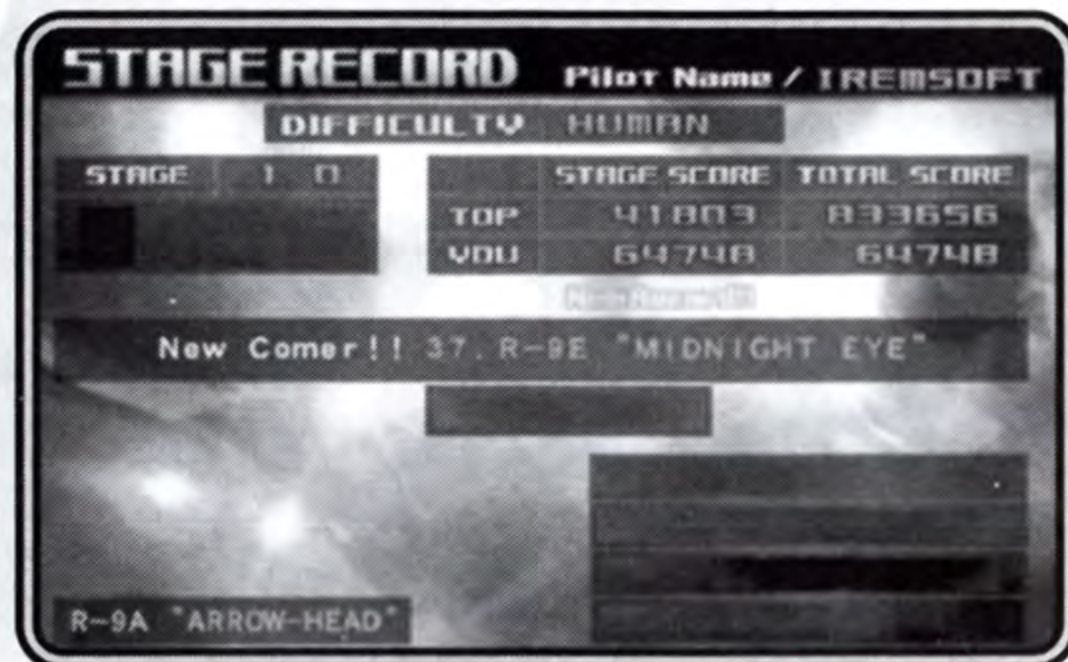 STAGE RECORD Pilot Name / IREMSOFT
DIFFICULTY HUMAN
STAGE 1 0
STAGE SCORE TOTAL SCORE
TOP 41803 833656
YOU 64748 64748
New Comer!! 37. R-9E "MIDNIGHT EYE"
R-9A "ARROW-HEAD"